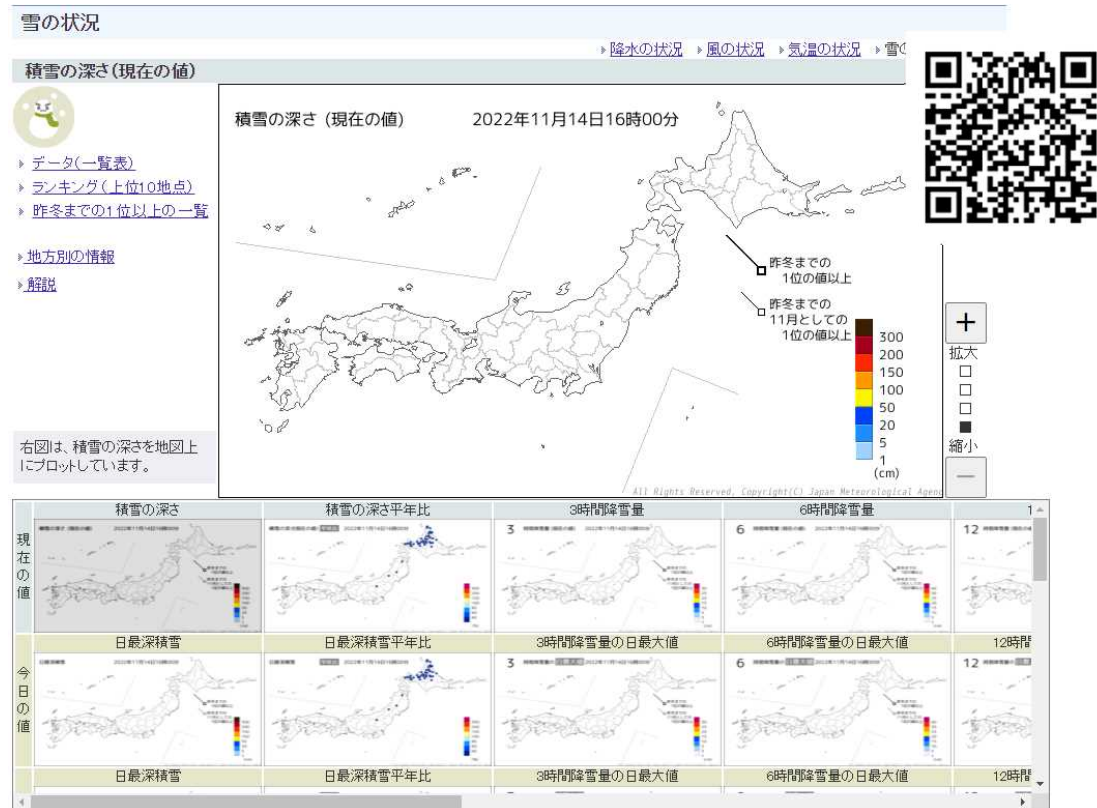 雪の状況
降水の状況
風の状況
気温の状況
積雪の深さ(現在の値)
データ(一覧表)
ランキング(上位10地点)
昨冬までの1位以上の一覧
地方別の情報
解説
右図は、積雪の深さを地図上
にプロットしています。
積雪の深さ (現在の値) 2022年11月14日16時00分
昨冬までの
1位の値以上
昨冬までの
11月としての
1位の値以上
300
200
150
100
50
20
5
1
(cm)
All Rights Reserved, Copyright(C) Japan Meteorological
+
拡大
縮小
−
積雪の深さ 積雪の深さ平年比 3時間降雪量 6時間降雪量
現在の値
3 6 12
日最深積雪 日最深積雪平年比 3時間降雪量の日最大値 6時間降雪量の日最大値 12時間
今日の値
3 6 12
日最深積雪 日最深積雪平年比 3時間降雪量の日最大値 6時間降雪量の日最大値 12時間